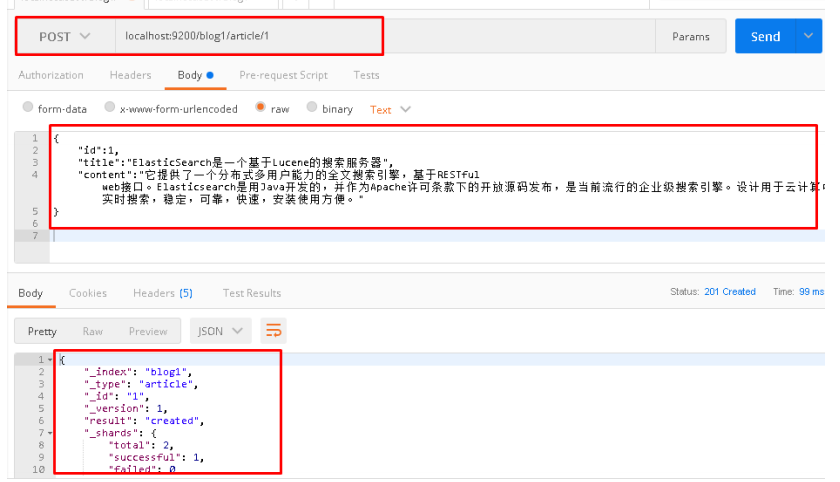 POST localhost:9200/blog1/article/1 Params Send
Authorization Headers Body Pre-request Script Tests
form-data x-www-form-urlencoded raw binary Text
1 {
2 "id":1,
3 "title":"ElasticSearch是一个基于Lucene的搜索服务器",
4 "content":"它提供了一个分布式多用户能力的全文搜索引擎，基于RESTful
web接口。Elasticsearch是用Java开发的，并作为Apache许可条款下的开放源码发布，是当前流行的企业级搜索引擎。设计用于云计算
实时搜索，稳定，可靠，快速，安装使用方便。"
5 }
6
7
Body Cookies Headers (5) Test Results Status: 201 Created Time: 99 ms
Pretty Raw Preview JSON
1 {
2 "_index": "blog1",
3 "_type": "article",
4 "_id": "1",
5 "_version": 1,
6 "result": "created",
7 "_shards": {
8 "total": 2,
9 "successful": 1,
10 "failed": 0